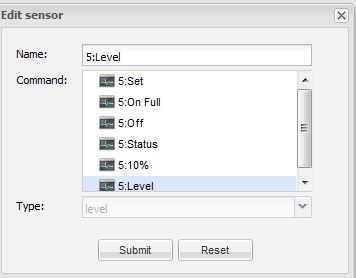 Edit sensor
Name: 5:Level
Command: 5:Set
5:On Full
5:Off
5:Status
5:10%
5:Level
Type: level
Submit Reset